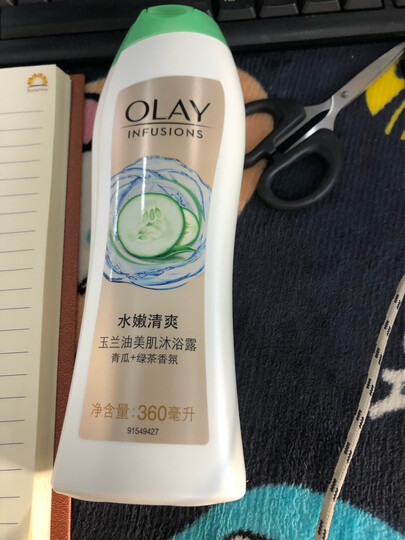 OLAY
INFUSIONS
水嫩清爽
玉兰油美肌沐浴露
青瓜+绿茶香氛
净含量:360毫升
91549427